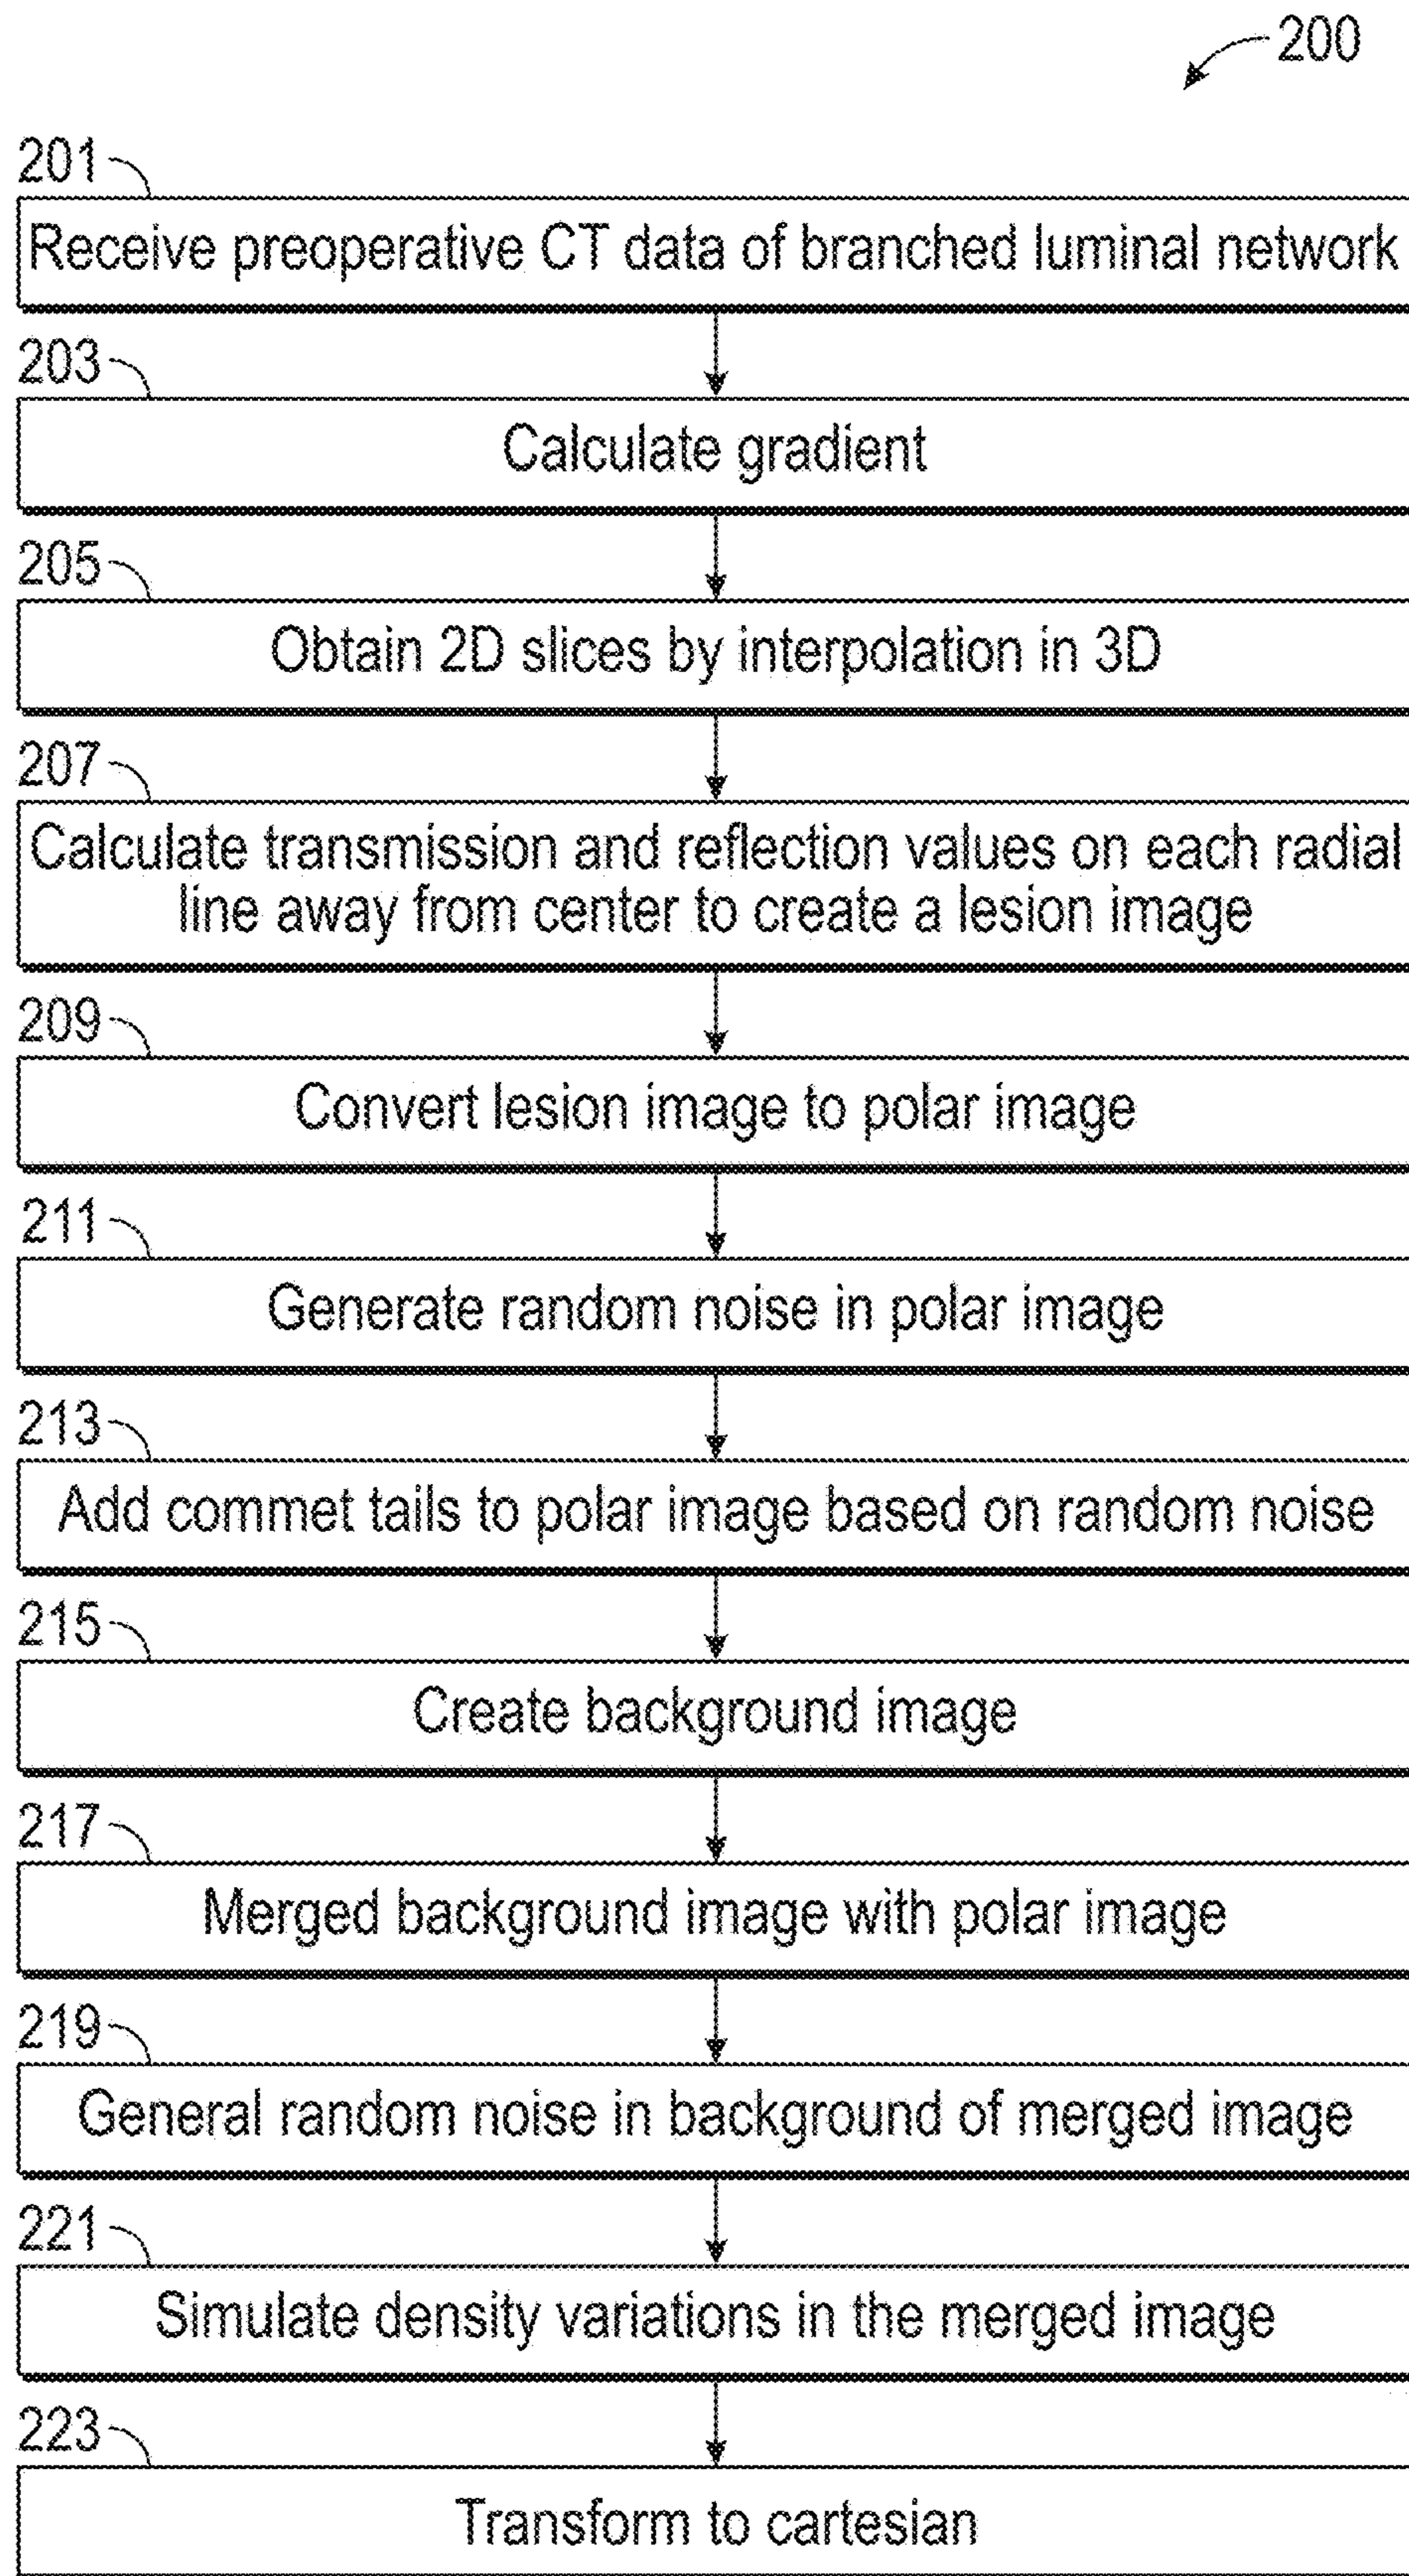 200
201
Receive preoperative CT data of branched luminal network
203
Calculate gradient
205
Obtain 2D slices by interpolation in 3D
207
Calculate transmission and reflection values on each radial
line away from center to create a lesion image
209
Convert lesion image to polar image
211
Generate random noise in polar image
213
Add commet tails to polar image based on random noise
215
Create background image
217
Merged background image with polar image
219
General random noise in background of merged image
221
Simulate density variations in the merged image
223
Transform to cartesian